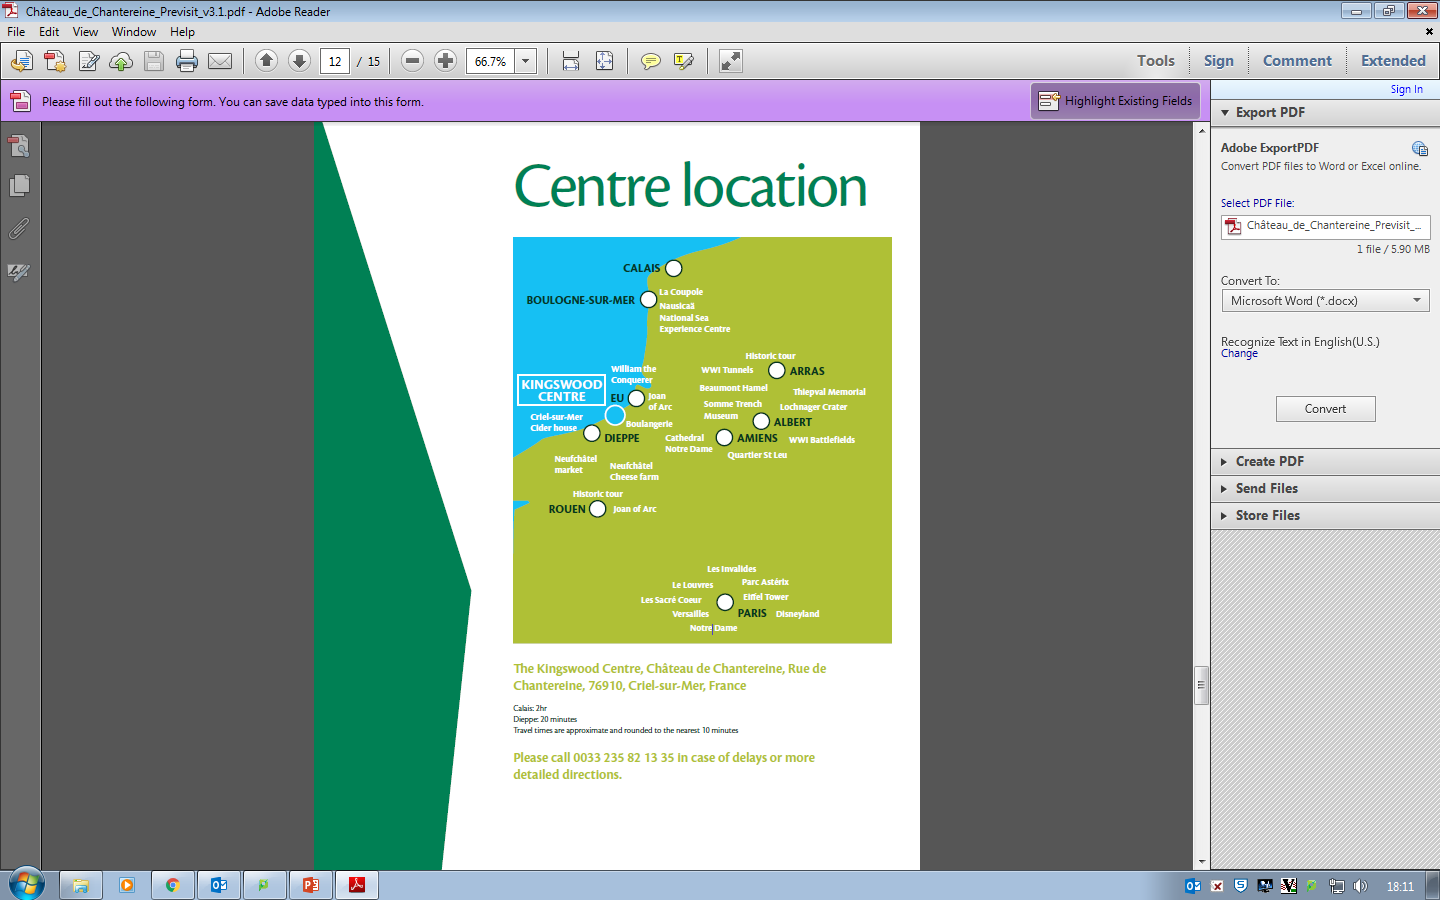 Château_de_Chantereine_Previsit_v3.1.pdf - Adobe Reader
File Edit View Window Help
12 / 15
66.7%
Tools Sign Comment Extended
Please fill out the following form. You can save data typed into this form.
Highlight Existing Fields
Sign In
Export PDF
Adobe ExportPDF
Convert PDF files to Word or Excel online.
Select PDF File:
Château_de_Chantereine_Previsit_...
1 file / 5.90 MB
Convert To:
Microsoft Word (*.docx)
Recognize Text in English(U.S.)
Change
Convert
Create PDF
Send Files
Store Files
Centre location
CALAIS
BOULOGNE-SUR-MER
La Coupole
Nausicaä
National Sea
Experience Centre
Historic tour
WWI Tunnels
ARRAS
William the
Conquerer
KINGSWOOD
CENTRE
EU
Joan
of Arc
Beaumont Hamel
Thiepval Memorial
Somme Trench
Museum
Lochnager Crater
ALBERT
Criel-sur-Mer
Cider house
Boulangerie
DIEPPE
Cathedral
Notre Dame
AMIENS
WWI Battlefields
Quartier St Leu
Neufchâtel
market
Neufchâtel
Cheese farm
Historic tour
ROUEN
Joan of Arc
Les Invalides
Le Louvres
Parc Astérix
Les Sacré Coeur
Eiffel Tower
Versailles
PARIS
Disneyland
Notre Dame
The Kingswood Centre, Château de Chantereine, Rue de
Chantereine, 76910, Criel-sur-Mer, France
Calais: 2hr
Dieppe: 20 minutes
Travel times are approximate and rounded to the nearest 10 minutes
Please call 0033 235 82 13 35 in case of delays or more
detailed directions.
18:11